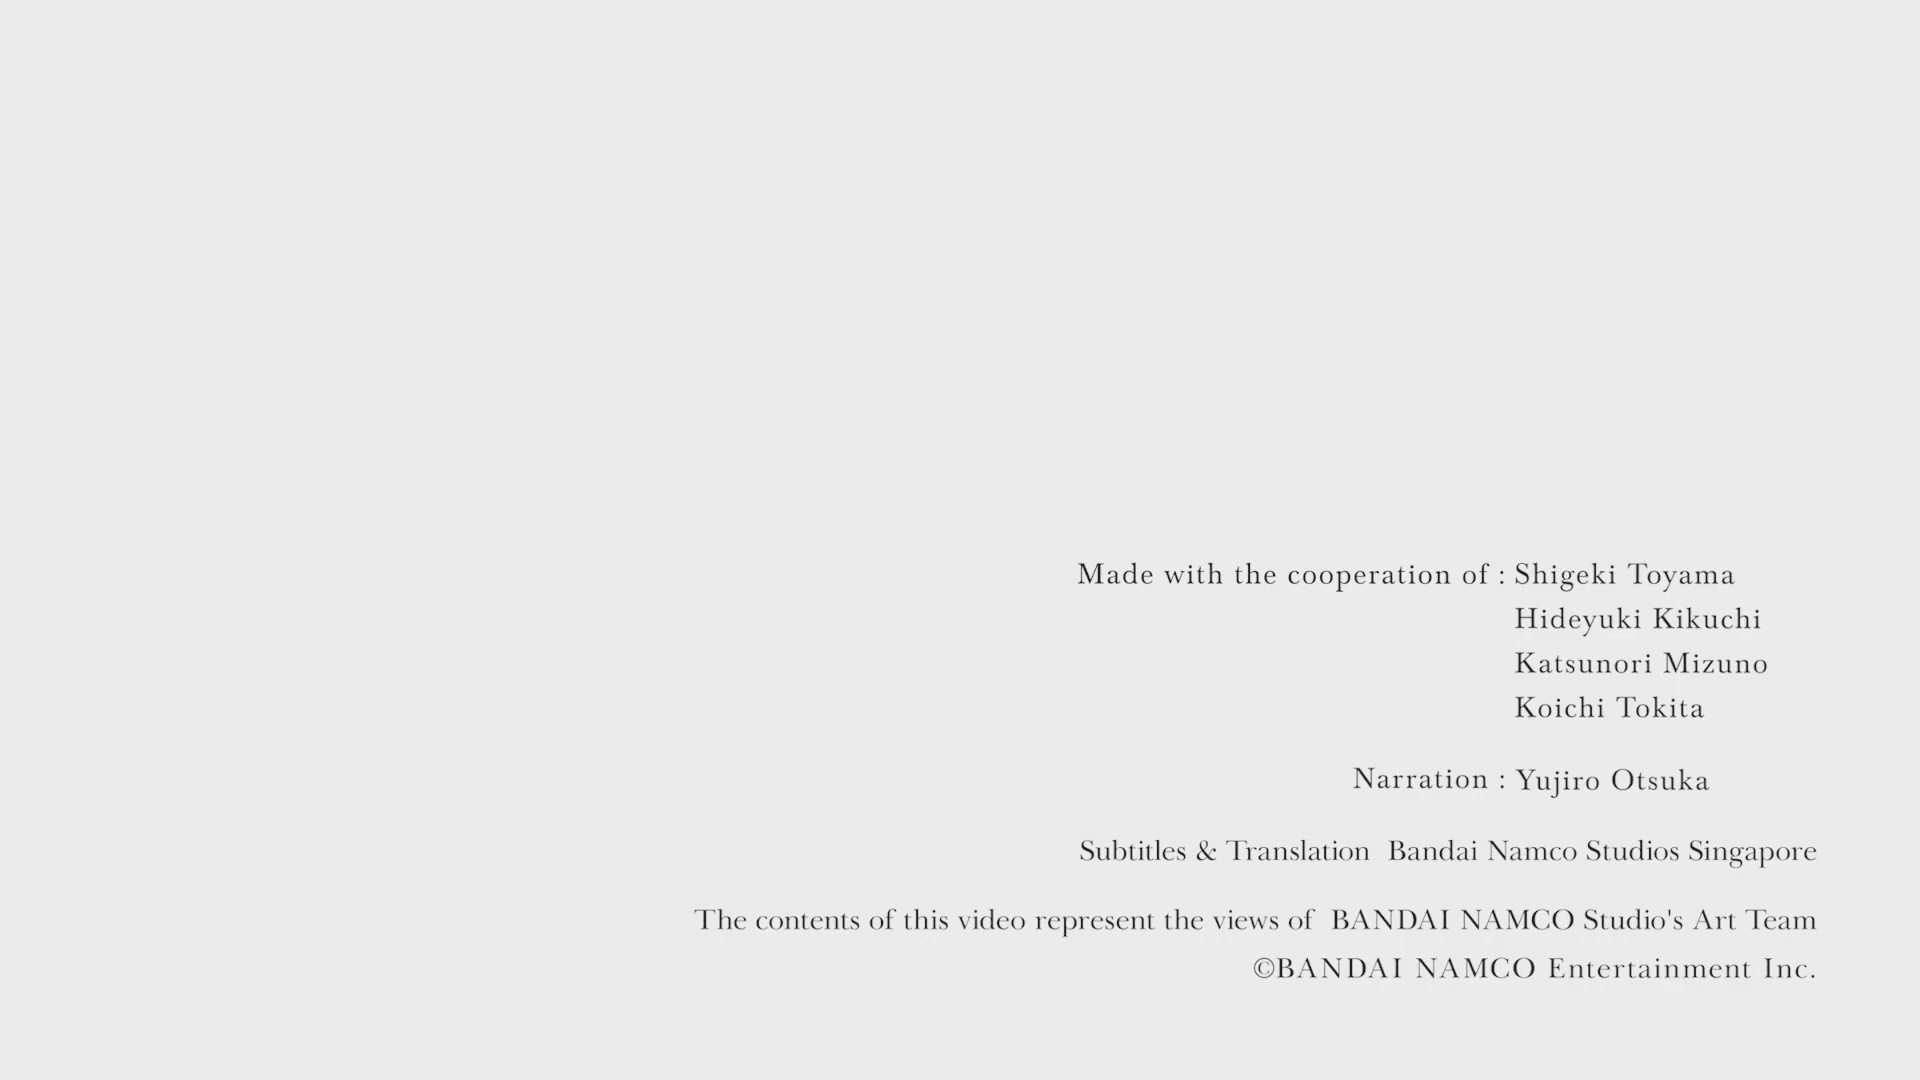 Made with the cooperation of : Shigeki Toyama
Hideyuki Kikuchi
Katsunori Mizuno
Koichi Tokita
Narration : Yujiro Otsuka
Subtitles & Translation  Bandai Namco Studios Singapore
The contents of this video represent the views of  BANDAI NAMCO Studio's Art Team
©BANDAI NAMCO Entertainment Inc.